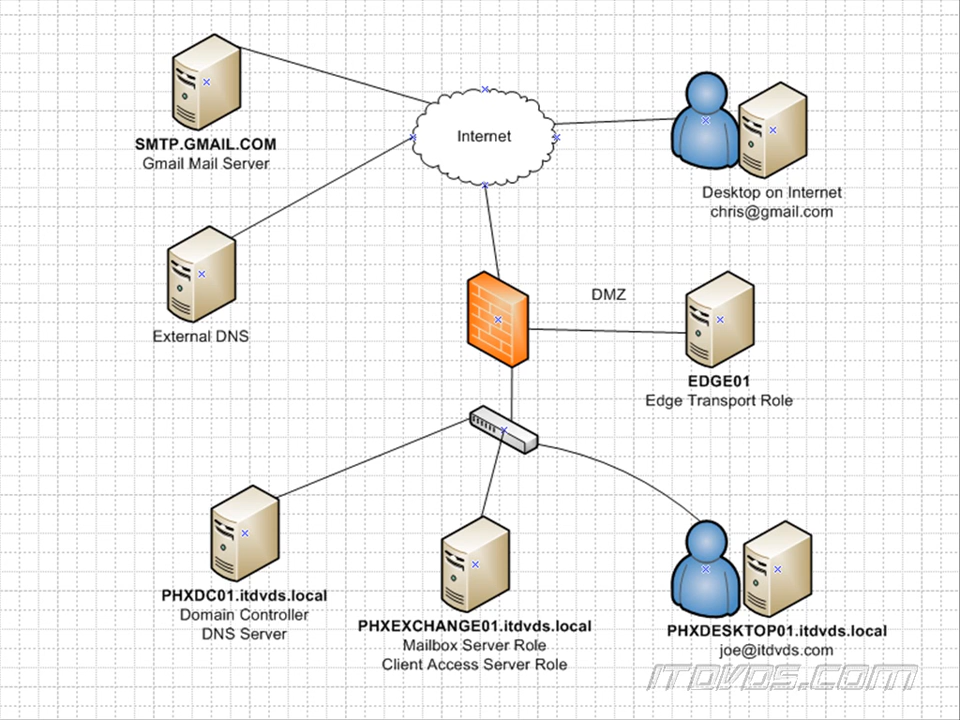 SMTP.GMAIL.COM
Gmail Mail Server
Internet
Desktop on Internet
chris@gmail.com
External DNS
DMZ
EDGE01
Edge Transport Role
PHXDC01.itdvds.local
Domain Controller
DNS Server
PHXEXCHANGE01.itdvds.local
Mailbox Server Role
Client Access Server Role
PHXDESKTOP01.itdvds.local
joe@itdvds.com
ITDVDS.COM